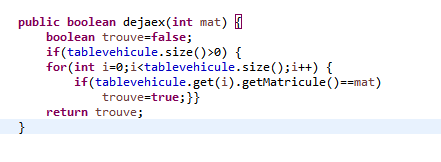 public boolean dejaex(int mat) {
boolean trouve=false;
if(tablevehicule.size()>0) {
for(int i=0;i<tablevehicule.size();i++) {
if(tablevehicule.get(i).getMatricule()==mat)
trouve=true;}}
return trouve;
}